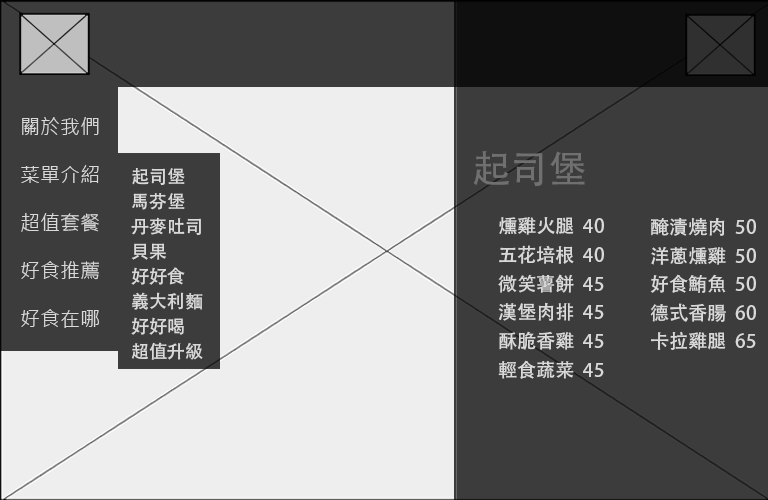 關於我們
菜單介紹
超值套餐
好食推薦
好食在哪
起司堡
馬芬堡
丹麥吐司
貝果
好好食
義大利麵
好好喝
超值升級
起司堡
燻雞火腿 40
五花培根 40
微笑薯餅 45
漢堡肉排 45
酥脆香雞 45
輕食蔬菜 45
醃漬燒肉 50
洋蔥燻雞 50
好食鮪魚 50
德式香腸 60
卡拉雞腿 65